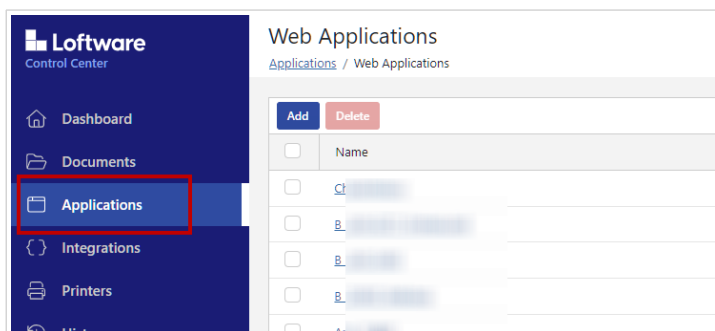 Loftware
Control Center
Dashboard
Documents
Applications
Integrations
Printers
Web Applications
Applications / Web Applications
Add Delete
Name
B
B
B